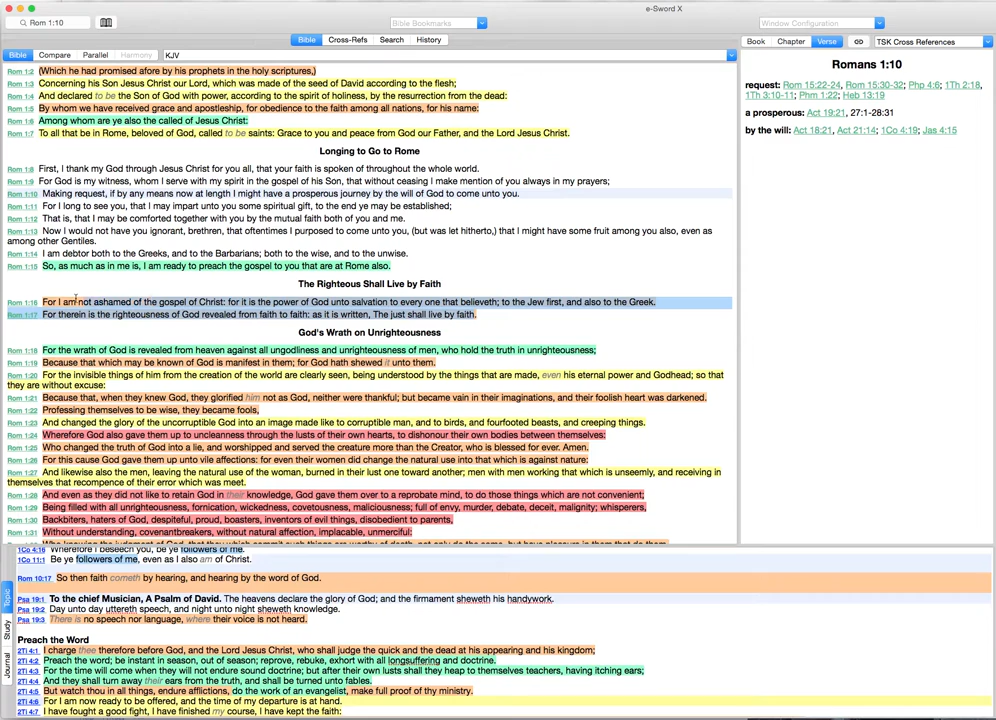 e-Sword X
Rom 1:10
Bible Bookmarks
Window Configuration
Bible Cross-Refs Search History
Bible Compare Parallel Harmony KJV
Rom 1:2 (Which he had promised afore by his prophets in the holy scriptures,)
Rom 1:3 Concerning his Son Jesus Christ our Lord, which was made of the seed of David according to the flesh;
Rom 1:4 And declared to be the Son of God with power, according to the spirit of holiness, by the resurrection from the dead:
Rom 1:5 By whom we have received grace and apostleship, for obedience to the faith among all nations, for his name:
Rom 1:6 Among whom are ye also the called of Jesus Christ:
Rom 1:7 To all that be in Rome, beloved of God, called to be saints: Grace to you and peace from God our Father, and the Lord Jesus Christ.
Longing to Go to Rome
Rom 1:8 First, I thank my God through Jesus Christ for you all, that your faith is spoken of throughout the whole world.
Rom 1:9 For God is my witness, whom I serve with my spirit in the gospel of his Son, that without ceasing I make mention of you always in my prayers;
Rom 1:10 Making request, if by any means now at length I might have a prosperous journey by the will of God to come unto you.
Rom 1:11 For I long to see you, that I may impart unto you some spiritual gift, to the end ye may be established;
Rom 1:12 That is, that I may be comforted together with you by the mutual faith both of you and me.
Rom 1:13 Now I would not have you ignorant, brethren, that oftentimes I purposed to come unto you, (but was let hitherto,) that I might have some fruit among you also, even as
among other Gentiles.
Rom 1:14 I am debtor both to the Greeks, and to the Barbarians; both to the wise, and to the unwise.
Rom 1:15 So, as much as in me is, I am ready to preach the gospel to you that are at Rome also.
The Righteous Shall Live by Faith
Rom 1:16 For I am not ashamed of the gospel of Christ: for it is the power of God unto salvation to every one that believeth; to the Jew first, and also to the Greek.
Rom 1:17 For therein is the righteousness of God revealed from faith to faith: as it is written, The just shall live by faith.
God's Wrath on Unrighteousness
Rom 1:18 For the wrath of God is revealed from heaven against all ungodliness and unrighteousness of men, who hold the truth in unrighteousness;
Rom 1:19 Because that which may be known of God is manifest in them; for God hath shewed it unto them.
Rom 1:20 For the invisible things of him from the creation of the world are clearly seen, being understood by the things that are made, even his eternal power and Godhead; so that
they are without excuse:
Rom 1:21 Because that, when they knew God, they glorified him not as God, neither were thankful; but became vain in their imaginations, and their foolish heart was darkened.
Rom 1:22 Professing themselves to be wise, they became fools,
Rom 1:23 And changed the glory of the uncorruptible God into an image made like to corruptible man, and to birds, and fourfooted beasts, and creeping things.
Rom 1:24 Wherefore God also gave them up to uncleanness through the lusts of their own hearts, to dishonour their own bodies between themselves:
Rom 1:25 Who changed the truth of God into a lie, and worshipped and served the creature more than the Creator, who is blessed for ever. Amen.
Rom 1:26 For this cause God gave them up unto vile affections: for even their women did change the natural use into that which is against nature:
Rom 1:27 And likewise also the men, leaving the natural use of the woman, burned in their lust one toward another; men with men working that which is unseemly, and receiving in
themselves that recompence of their error which was meet.
Rom 1:28 And even as they did not like to retain God in their knowledge, God gave them over to a reprobate mind, to do those things which are not convenient;
Rom 1:29 Being filled with all unrighteousness, fornication, wickedness, covetousness, maliciousness; full of envy, murder, debate, deceit, malignity; whisperers,
Rom 1:30 Backbiters, haters of God, despiteful, proud, boasters, inventors of evil things, disobedient to parents,
Rom 1:31 Without understanding, covenantbreakers, without natural affection, implacable, unmerciful:
Book Chapter Verse TSK Cross References
Romans 1:10
request: Rom 15:22-24, Rom 15:30-32; Php 4:6; 1Th 2:18,
1Th 3:10-11; Phm 1:22; Heb 13:19
a prosperous: Act 19:21, 27:1-28:31
by the will: Act 18:21, Act 21:14; 1Co 4:19; Jas 4:15
Topic
Study
Journal
1Co 4:16 Wherefore I beseech you, be ye followers of me.
1Co 11:1 Be ye followers of me, even as I also am of Christ.
Rom 10:17 So then faith cometh by hearing, and hearing by the word of God.
Psa 19:1 To the chief Musician, A Psalm of David. The heavens declare the glory of God; and the firmament sheweth his handywork.
Psa 19:2 Day unto day uttereth speech, and night unto night sheweth knowledge.
Psa 19:3 There is no speech nor language, where their voice is not heard.
Preach the Word
2Ti 4:1 I charge thee therefore before God, and the Lord Jesus Christ, who shall judge the quick and the dead at his appearing and his kingdom;
2Ti 4:2 Preach the word; be instant in season, out of season; reprove, rebuke, exhort with all longsuffering and doctrine.
2Ti 4:3 For the time will come when they will not endure sound doctrine; but after their own lusts shall they heap to themselves teachers, having itching ears;
2Ti 4:4 And they shall turn away their ears from the truth, and shall be turned unto fables.
2Ti 4:5 But watch thou in all things, endure afflictions, do the work of an evangelist, make full proof of thy ministry.
2Ti 4:6 For I am now ready to be offered, and the time of my departure is at hand.
2Ti 4:7 I have fought a good fight, I have finished my course, I have kept the faith: